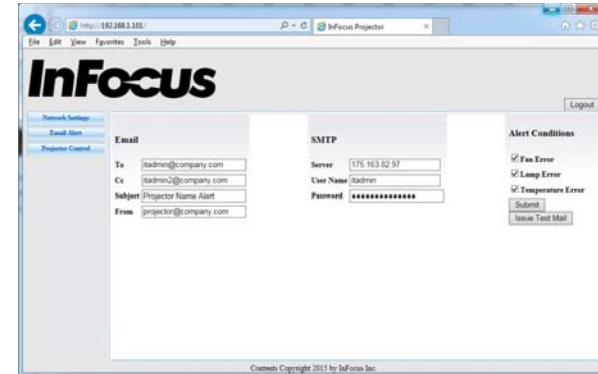 http://192.168.1.101/
InFocus Projector
File Edit View Favorites Tools Help
InFocus
Logout
Network Settings
Email Alert
Projector Control
Email
To itadmin@company.com
Cc itadmin2@company.com
Subject Projector Name Alert
From projector@company.com
SMTP
Server 175.163.82.97
User Name itadmin
Password
Alert Conditions
Fan Error
Lamp Error
Temperature Error
Submit
Issue Test Mail
Contents Copyright 2015 by InFocus Inc.